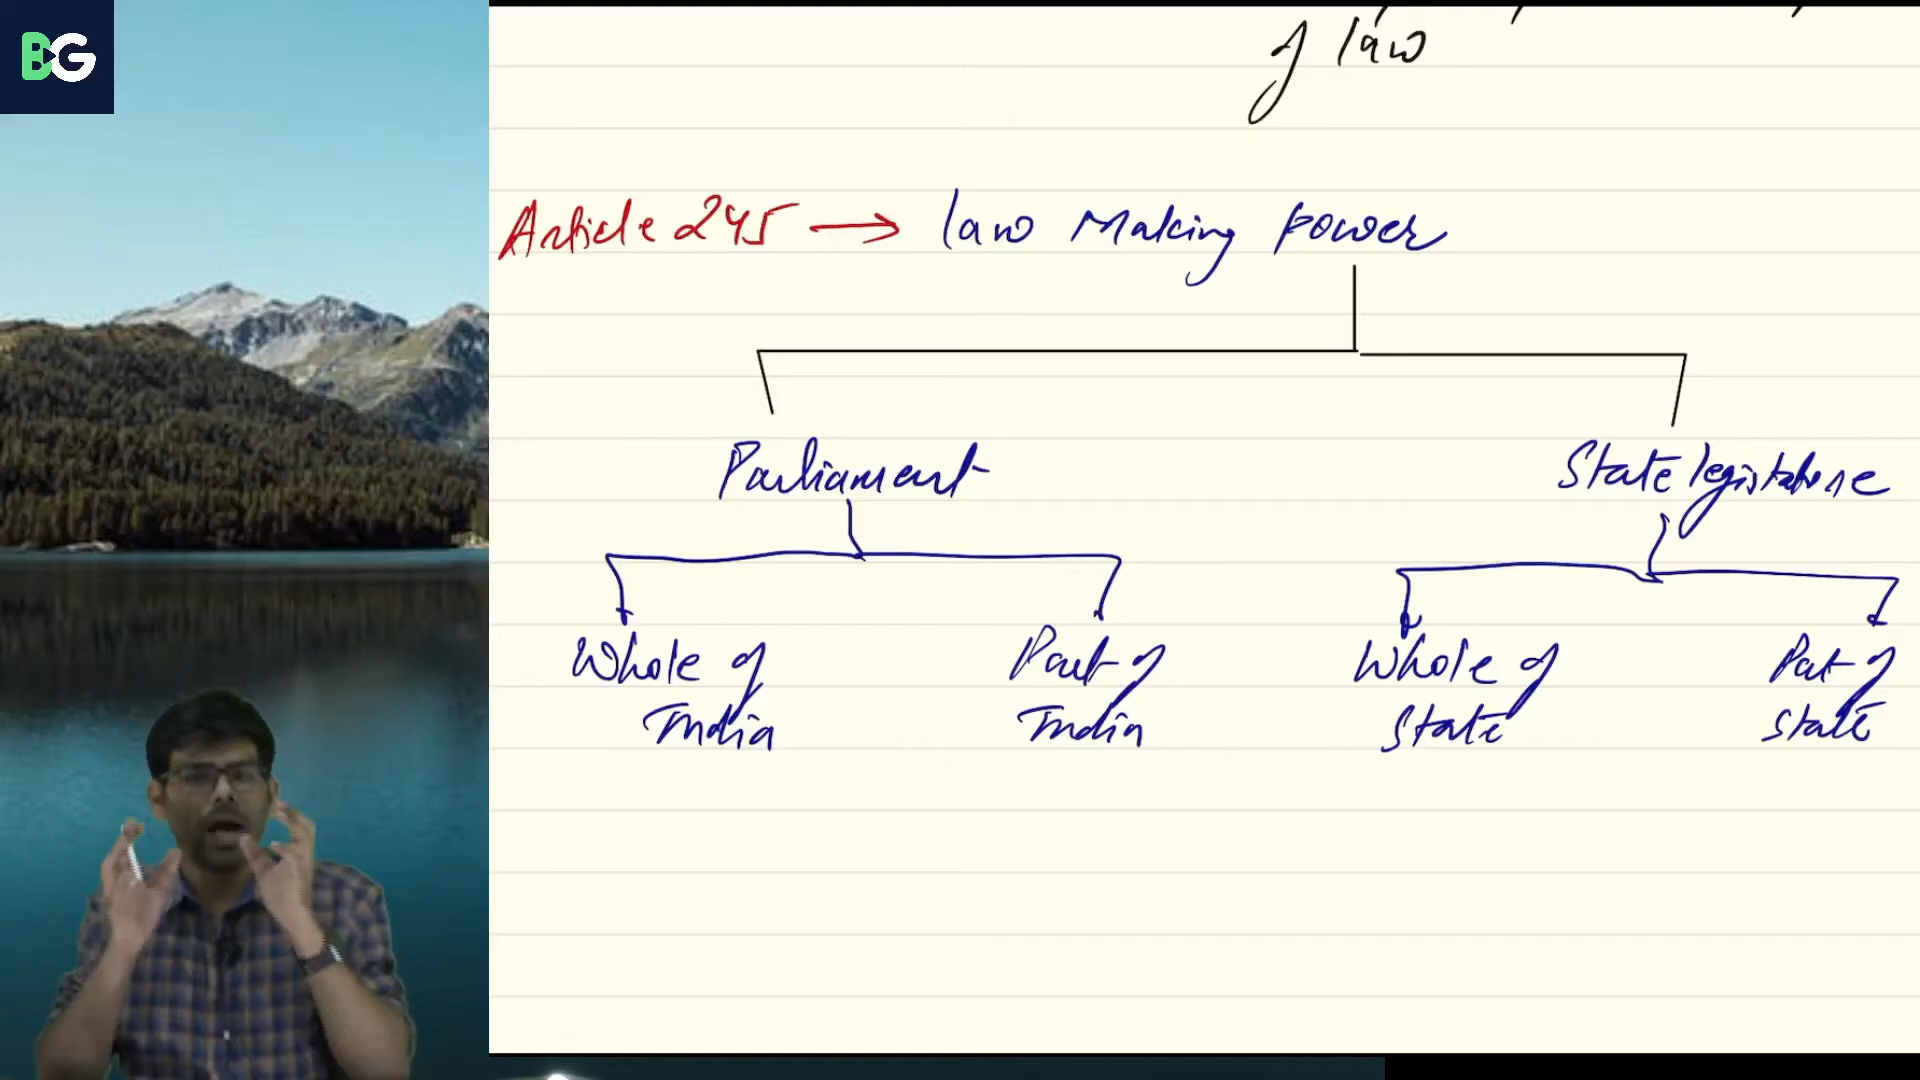 BG
of law
Article 245 → law Making power
Parliament
State legislature
Whole of
India
Part of
India
Whole of
State
Part of
State